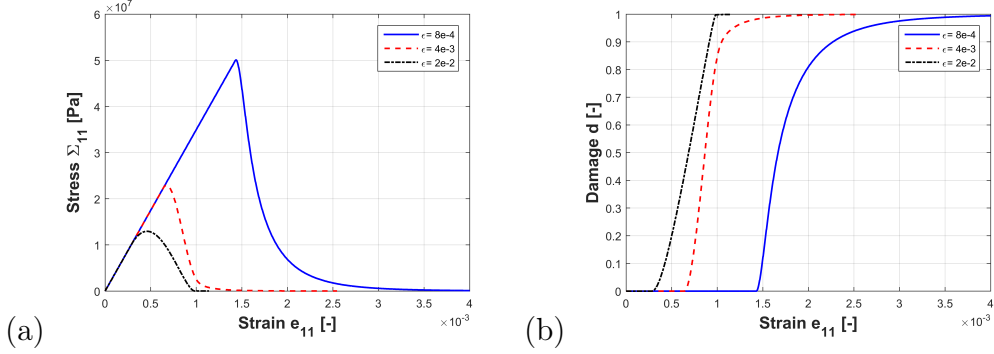 ×10⁷
6
5
4
3
2
1
0
Stress Σ₁₁ [Pa]
ϵ = 8e-4
ϵ = 4e-3
ϵ = 2e-2
0 0.5 1 1.5 2 2.5 3 3.5 4
Strain e₁₁ [-]
×10⁻³
(a)
1
0.9
0.8
0.7
0.6
0.5
0.4
0.3
0.2
0.1
0
Damage d [-]
ϵ = 8e-4
ϵ = 4e-3
ϵ = 2e-2
0 0.5 1 1.5 2 2.5 3 3.5 4
Strain e₁₁ [-]
×10⁻³
(b)